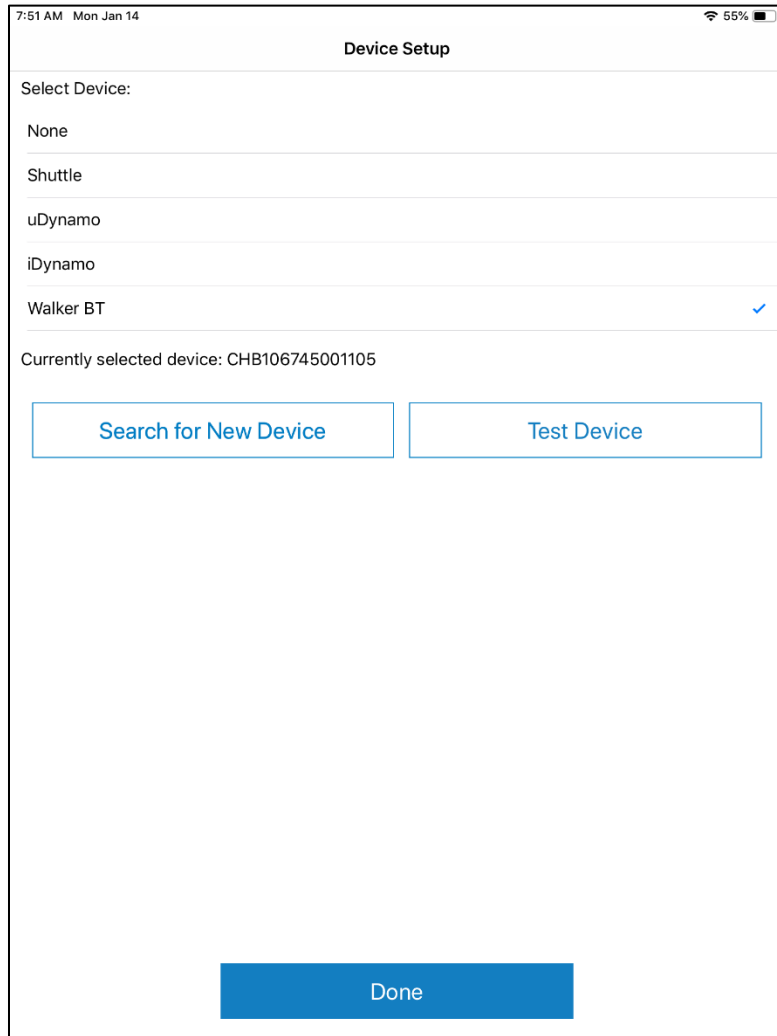 7:51 AM Mon Jan 14 55%
Device Setup
Select Device:
None
Shuttle
uDynamo
iDynamo
Walker BT
Currently selected device: CHB106745001105
Search for New Device Test Device
Done